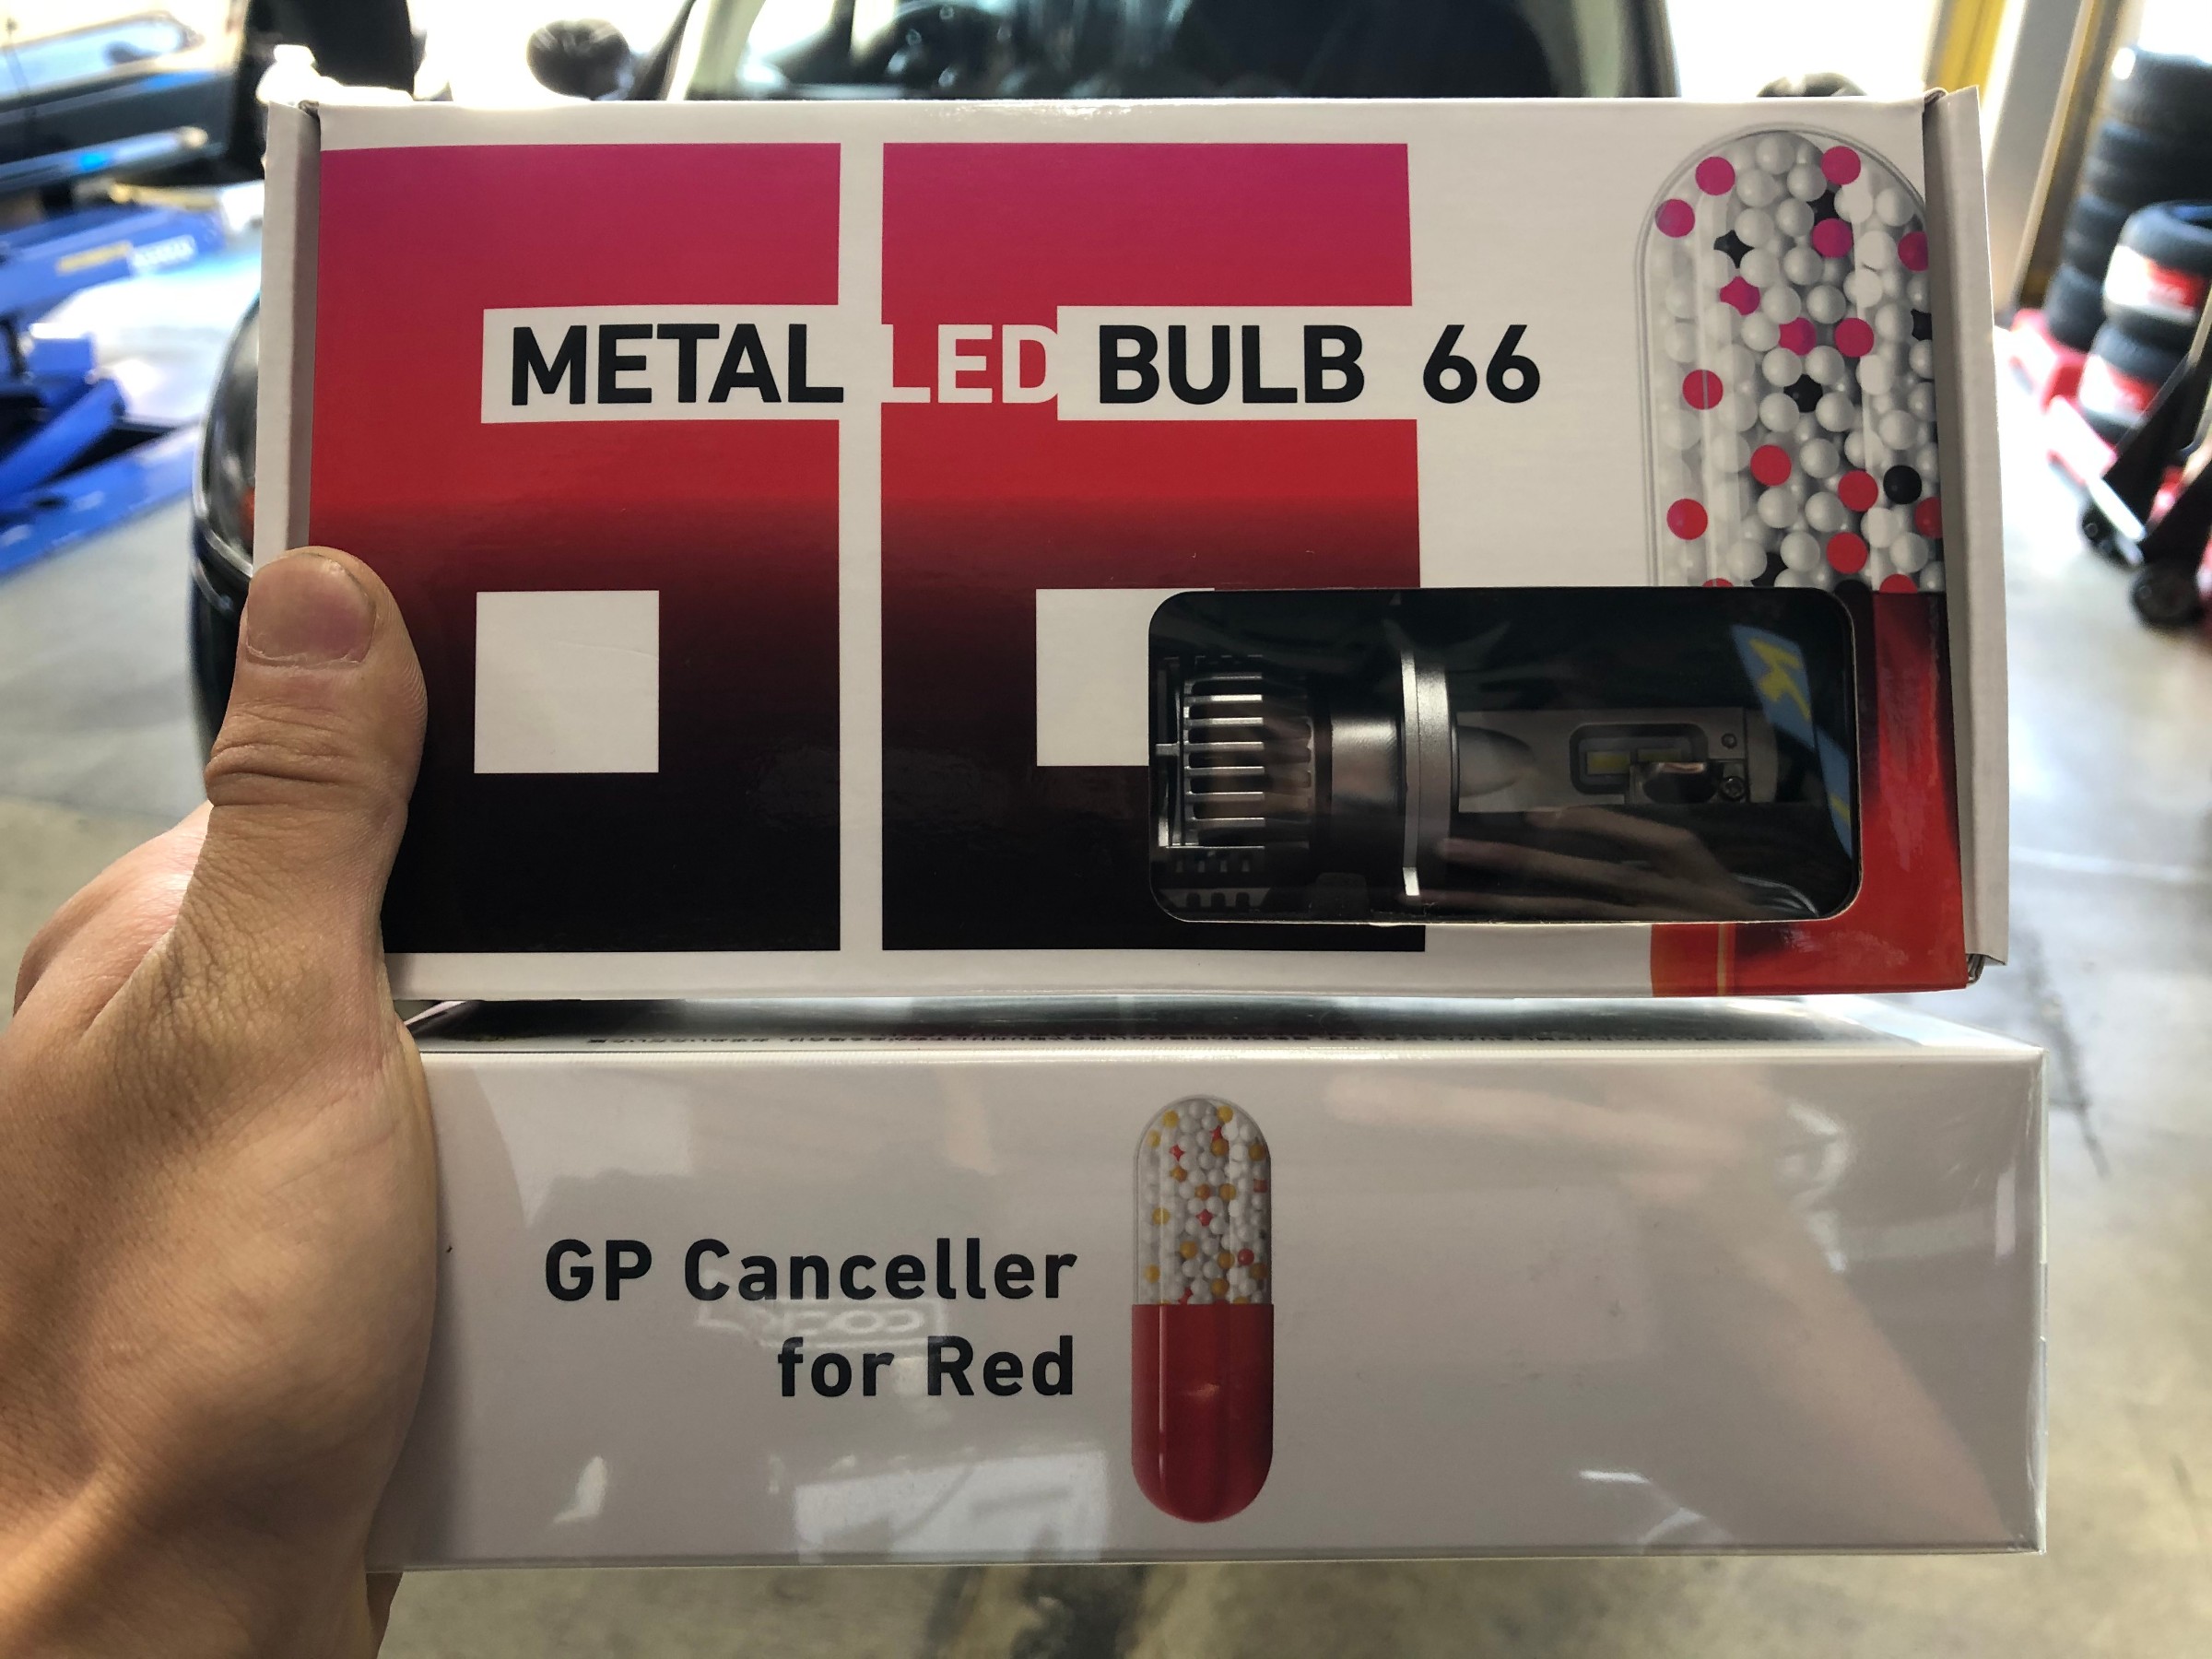 METAL LED BULB 66
GP Canceller
for Red